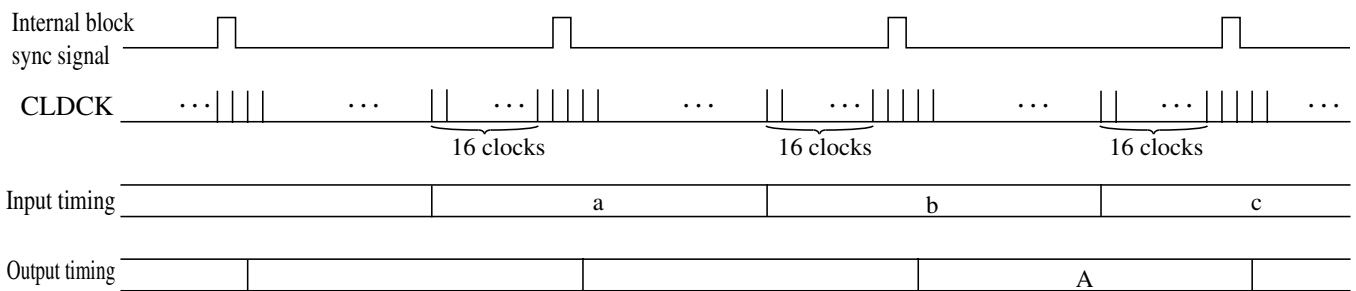 Internal block
sync signal
CLDCK ... ... ... ... ... ... ... ...
16 clocks 16 clocks 16 clocks
Input timing a b c
Output timing A